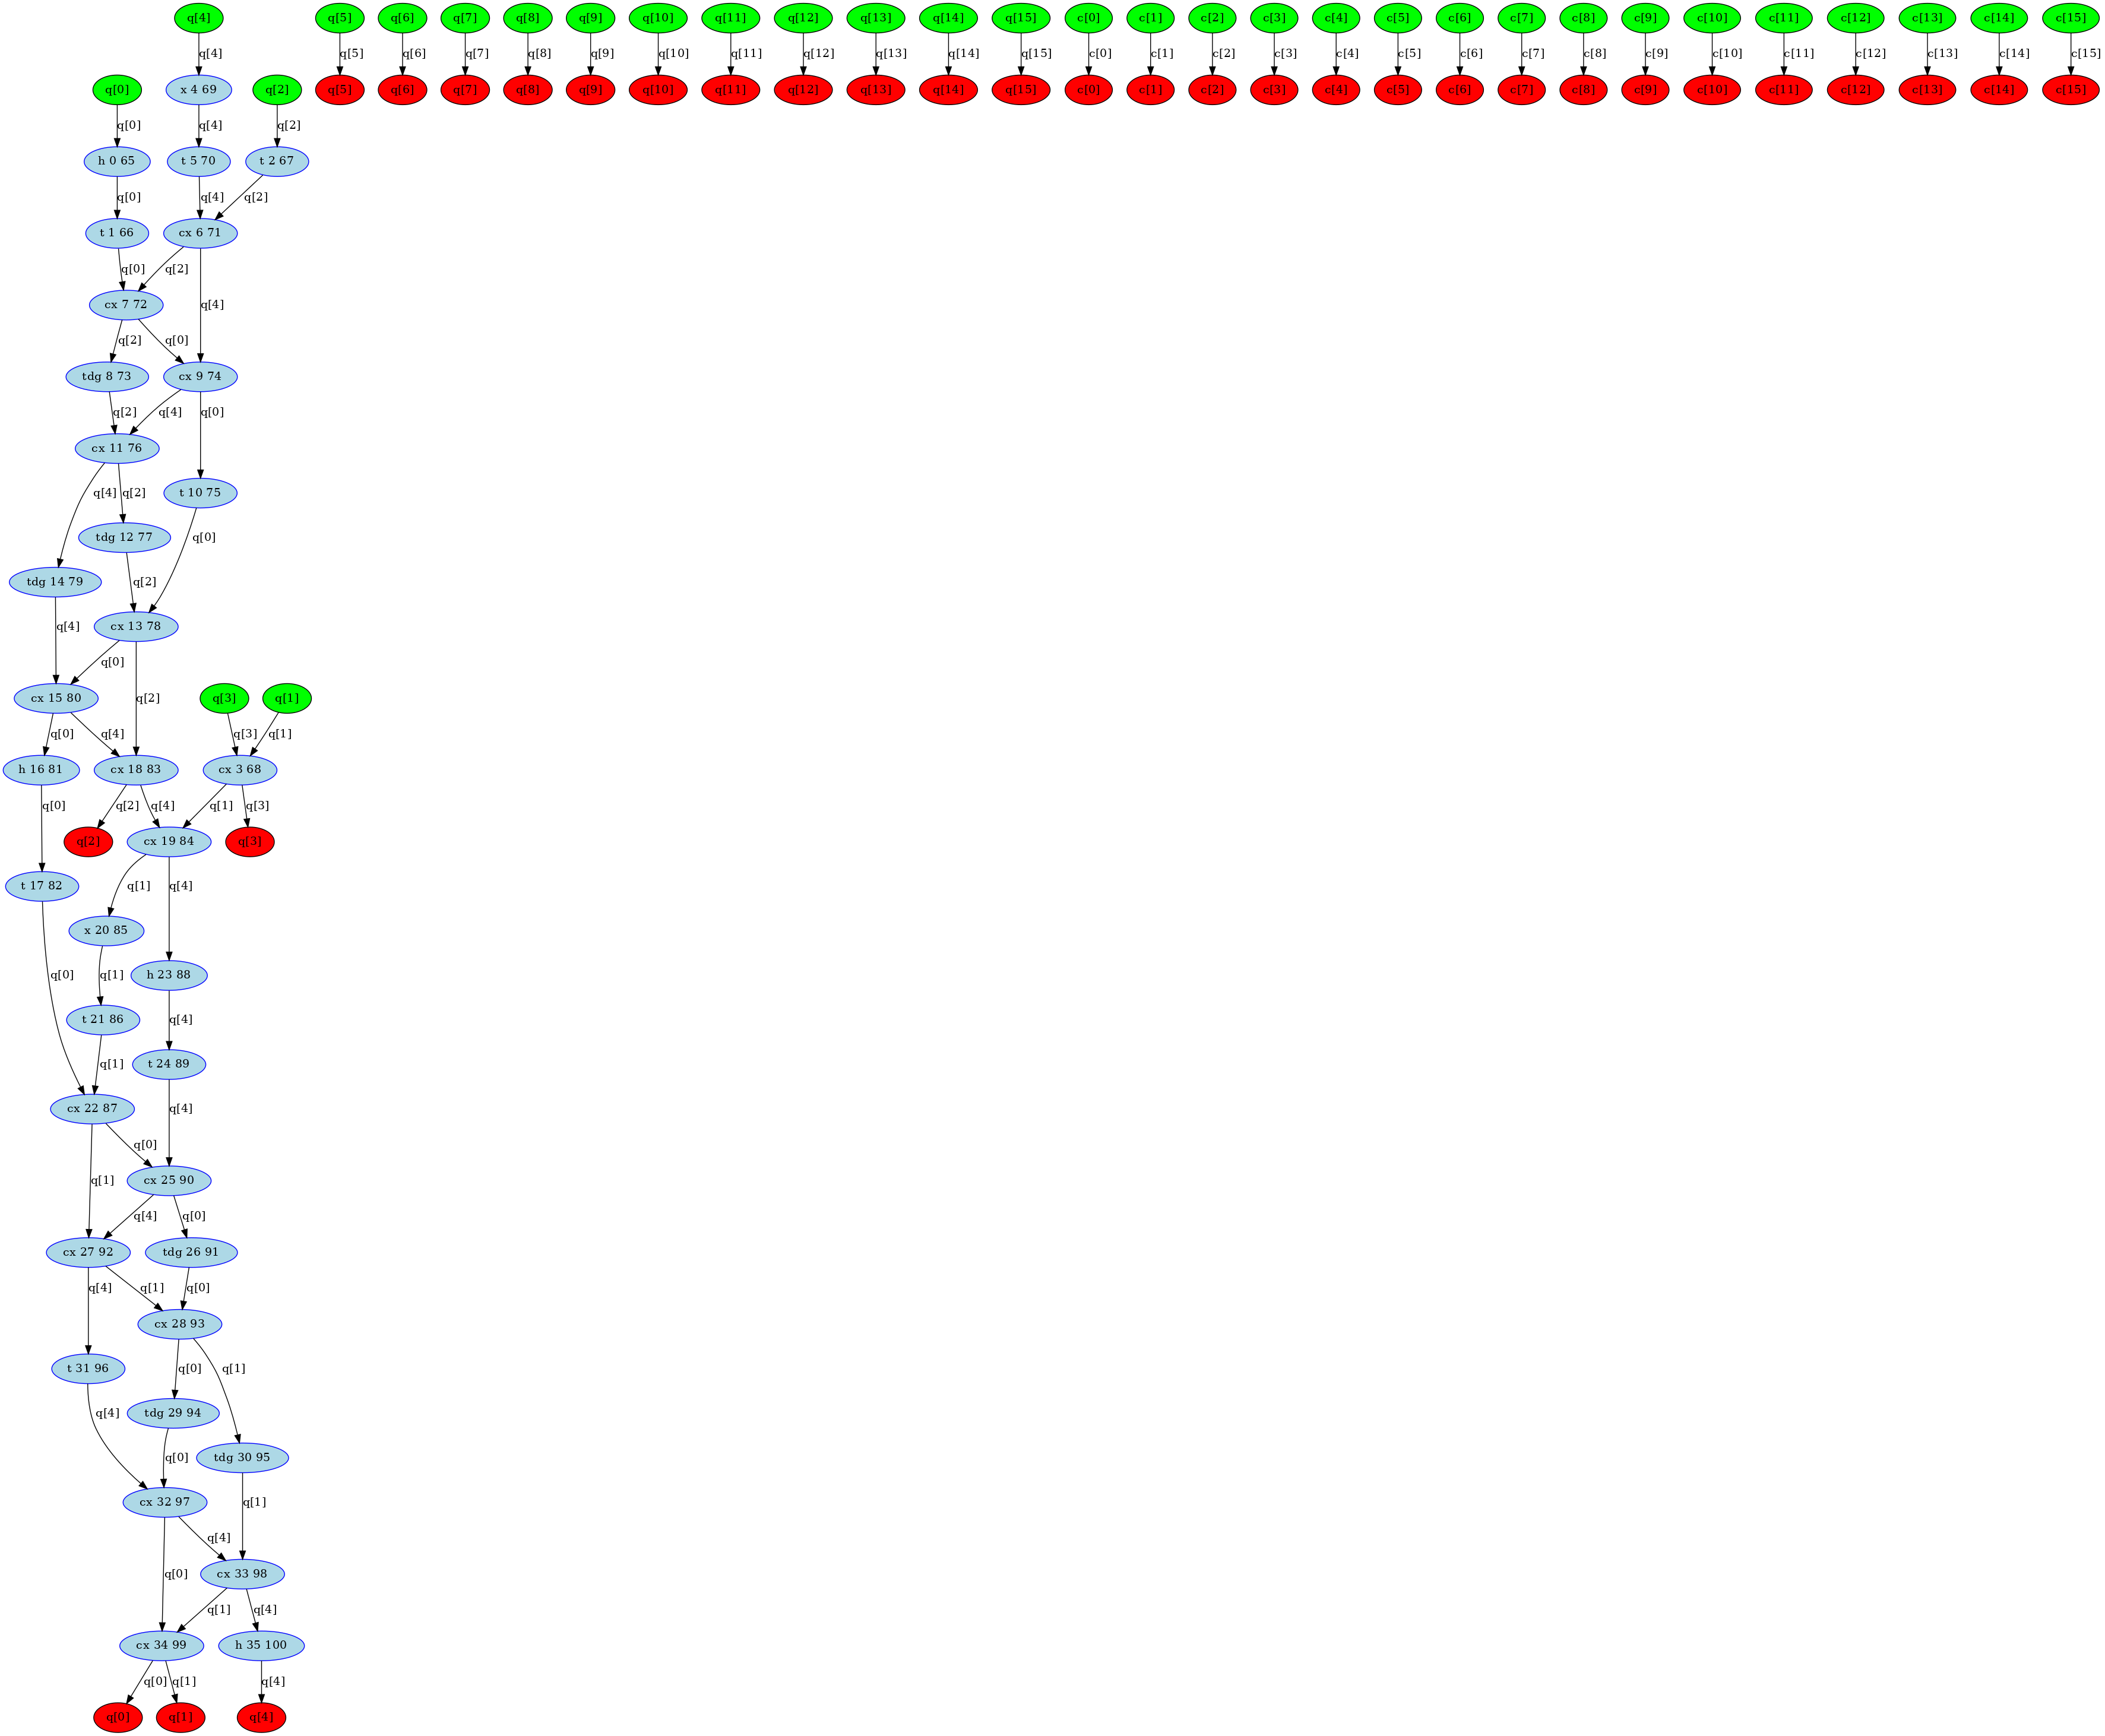 q[4] q[5] q[6] q[7] q[8] q[9] q[10] q[11] q[12] q[13] q[14] q[15] c[0] c[1] c[2] c[3] c[4] c[5] c[6] c[7] c[8] c[9] c[10] c[11] c[12] c[13] c[14] c[15]
q[4] q[5] q[6] q[7] q[8] q[9] q[10] q[11] q[12] q[13] q[14] q[15] c[0] c[1] c[2] c[3] c[4] c[5] c[6] c[7] c[8] c[9] c[10] c[11] c[12] c[13] c[14] c[15]
q[0] x 4 69 q[2] q[5] q[6] q[7] q[8] q[9] q[10] q[11] q[12] q[13] q[14] q[15] c[0] c[1] c[2] c[3] c[4] c[5] c[6] c[7] c[8] c[9] c[10] c[11] c[12] c[13] c[14] c[15]
q[0] q[4] q[2]
h 0 65 t 5 70 t 2 67
q[0] q[4] q[2]
t 1 66 cx 6 71
q[0] q[2]
cx 7 72 q[4]
q[2] q[0]
tdg 8 73 cx 9 74
q[2] q[4] q[0]
cx 11 76
q[4] q[2] t 10 75
tdg 12 77 q[0]
tdg 14 79 q[2]
q[4] cx 13 78
q[0]
cx 15 80 q[2] q[3] q[1]
q[0] q[4] q[3] q[1]
h 16 81 cx 18 83 cx 3 68
q[0] q[2] q[4] q[1] q[3]
q[2] cx 19 84 q[3]
t 17 82 q[1] q[4]
x 20 85
q[0] q[1] h 23 88
t 21 86 q[4]
q[1] t 24 89
cx 22 87 q[4]
q[0]
q[1] cx 25 90
q[4] q[0]
cx 27 92 tdg 26 91
q[4] q[1] q[0]
cx 28 93
t 31 96 q[0] q[1]
q[4] tdg 29 94
q[0] tdg 30 95
cx 32 97 q[1]
q[4]
q[0] cx 33 98
q[1] q[4]
cx 34 99 h 35 100
q[0] q[1] q[4]
q[0] q[1] q[4]